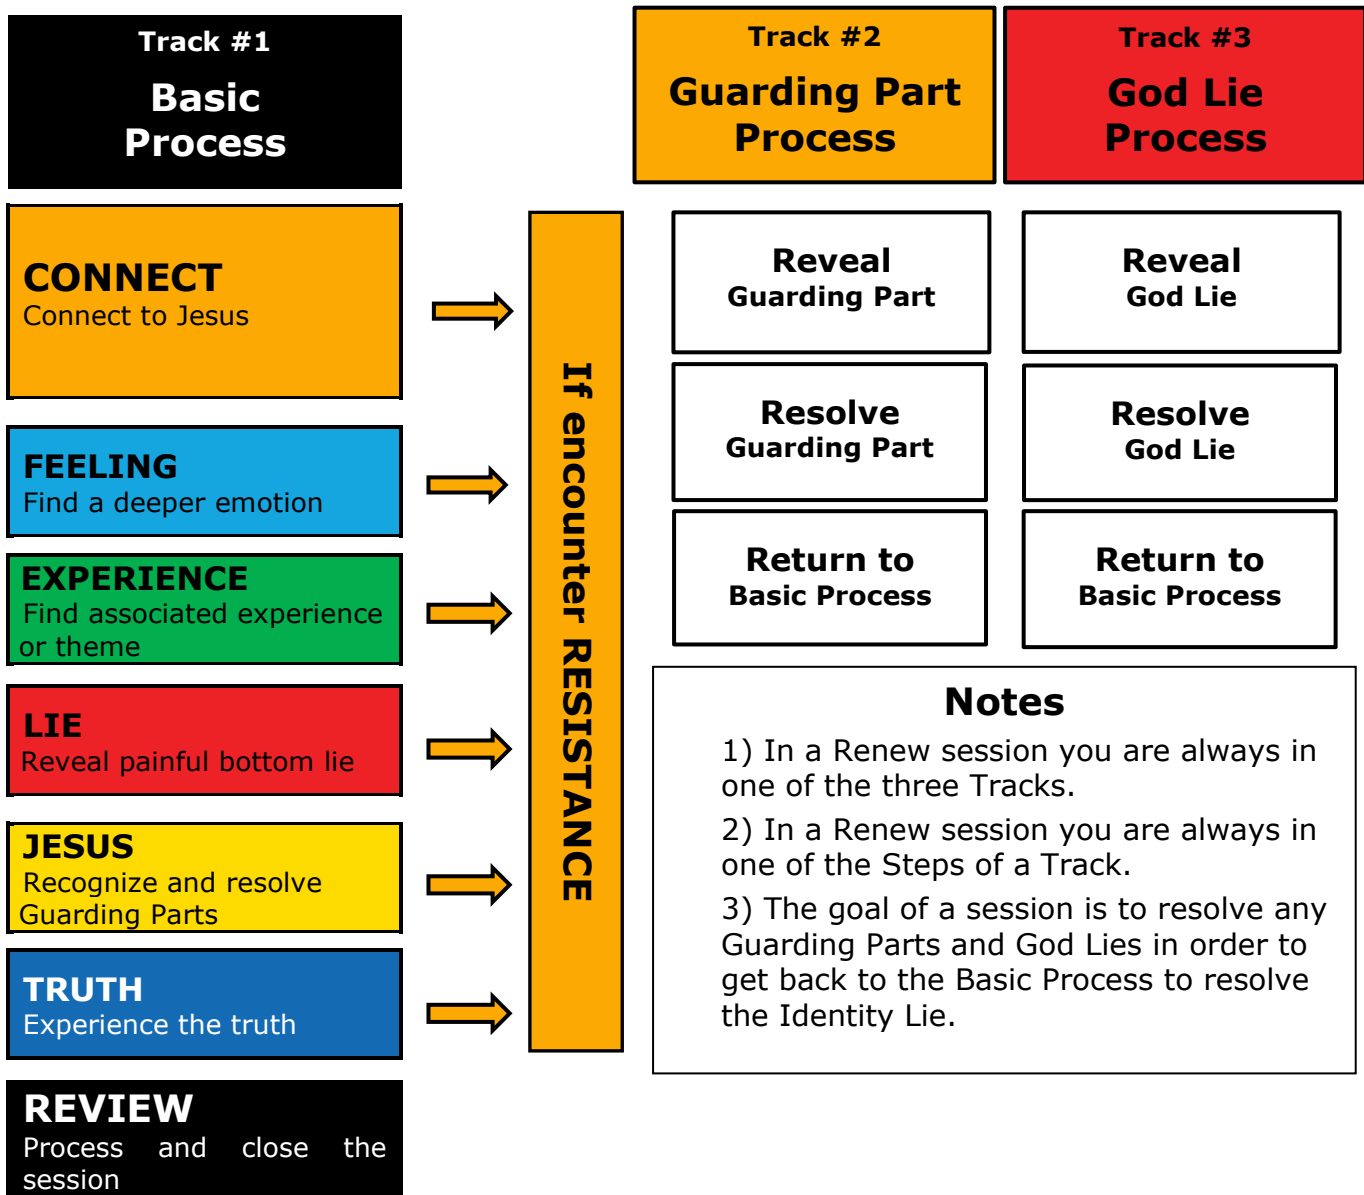 Track #1
Basic
Process
Track #2
Guarding Part
Process
Track #3
God Lie
Process
CONNECT
Connect to Jesus
FEELING
Find a deeper emotion
EXPERIENCE
Find associated experience
or theme
LIE
Reveal painful bottom lie
JESUS
Recognize and resolve
Guarding Parts
TRUTH
Experience the truth
REVIEW
Process and close the
session
If encounter RESISTANCE
Reveal
Guarding Part
Resolve
Guarding Part
Return to
Basic Process
Reveal
God Lie
Resolve
God Lie
Return to
Basic Process
Notes
1) In a Renew session you are always in
one of the three Tracks.
2) In a Renew session you are always in
one of the Steps of a Track.
3) The goal of a session is to resolve any
Guarding Parts and God Lies in order to
get back to the Basic Process to resolve
the Identity Lie.